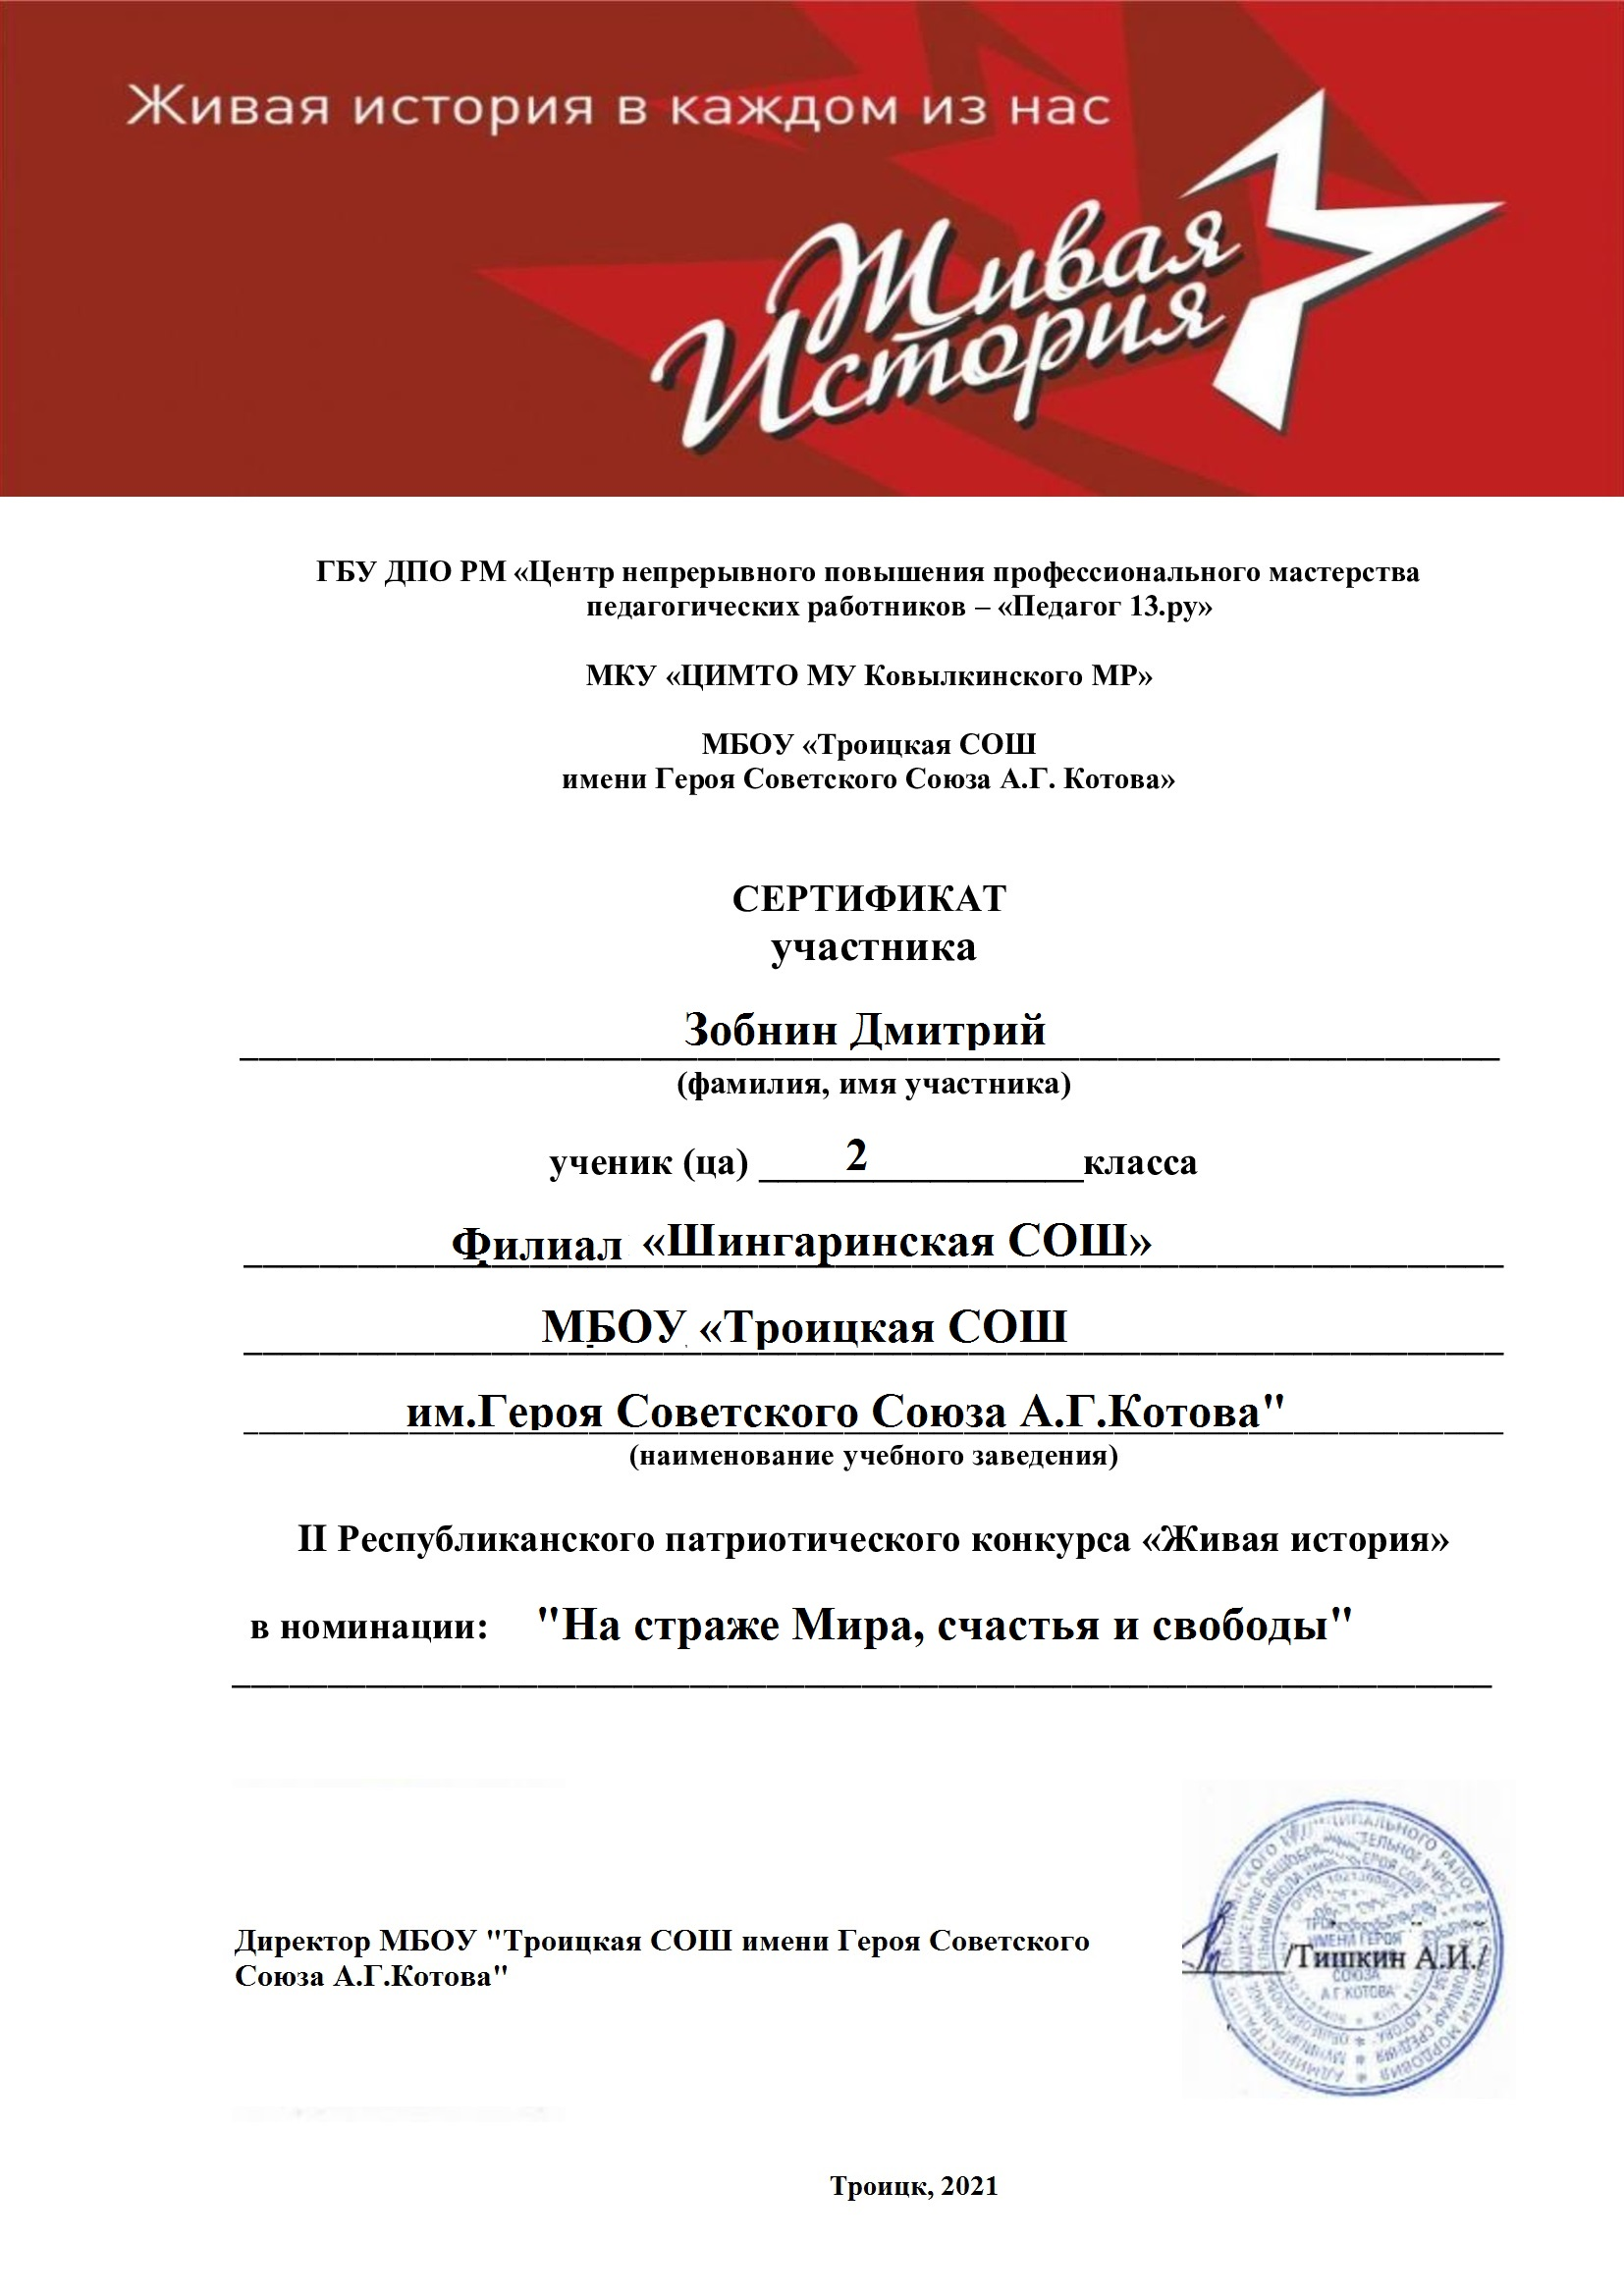 Живая история в каждом из нас
Живая
История
ГБУ ДПО РМ «Центр непрерывного повышения профессионального мастерства
педагогических работников – «Педагог 13.ру»
МКУ «ЦИМТО МУ Ковылкинского МР»
МБОУ «Троицкая СОШ
имени Героя Советского Союза А.Г. Котова»
СЕРТИФИКАТ
участника
Зобнин Дмитрий
(фамилия, имя участника)
ученик (ца) 2 класса
Филиал «Шингаринская СОШ»
МБОУ «Троицкая СОШ
им.Героя Советского Союза А.Г.Котова"
(наименование учебного заведения)
II Республиканского патриотического конкурса «Живая история»
в номинации: "На страже Мира, счастья и свободы"
Директор МБОУ "Троицкая СОШ имени Героя Советского
Союза А.Г.Котова"
/Тишкин А.И./
ИМЕНИ ГЕРОЯ
СОЮЗА
А.Г.КОТОВА
Троицк, 2021